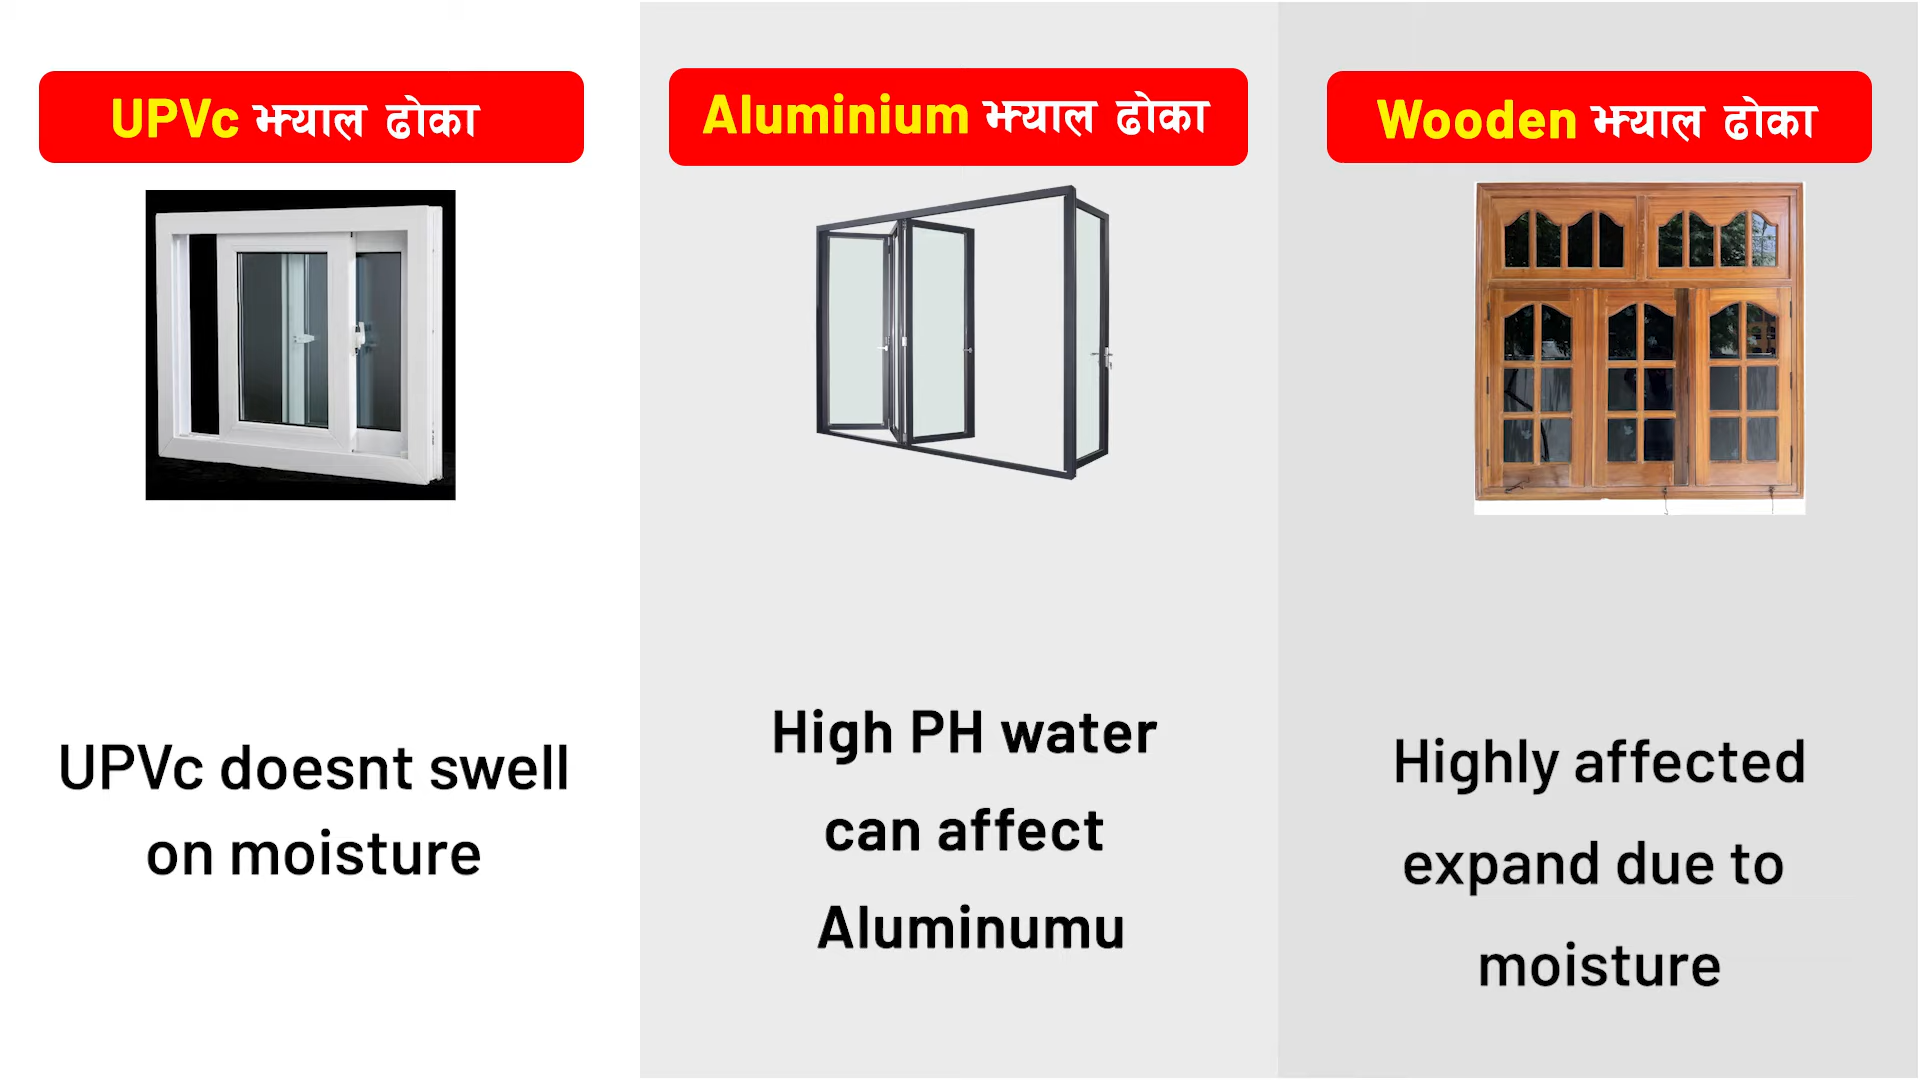 UPVc झ्याल ढोका
UPVc doesnt swell
on moisture
Aluminium झ्याल ढोका
High PH water
can affect
Aluminumu
Wooden झ्याल ढोका
Highly affected
expand due to
moisture